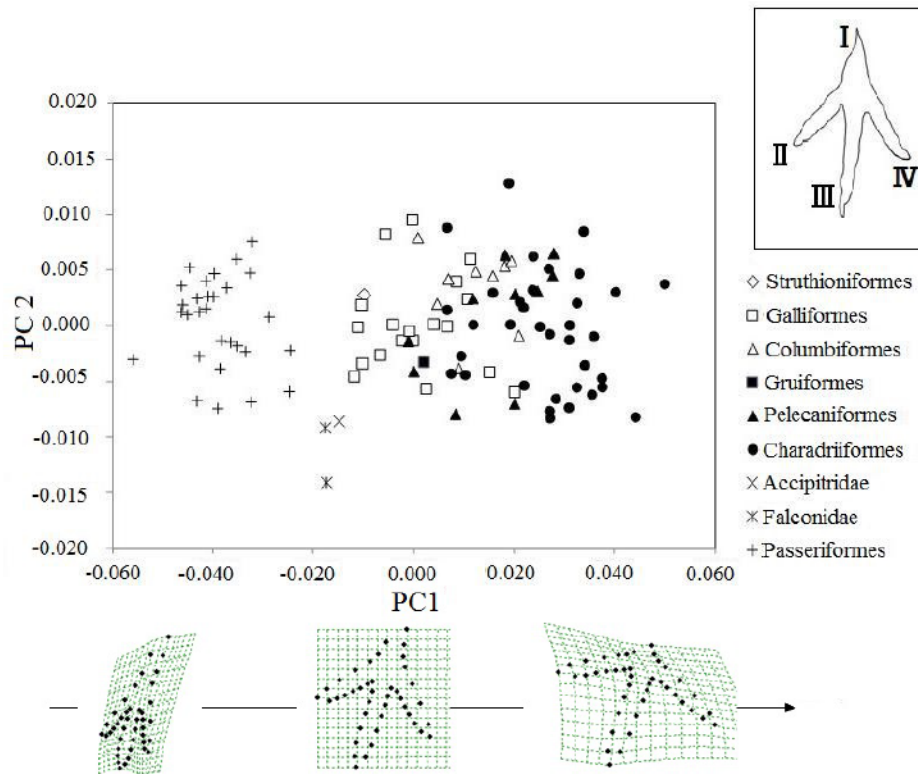 I
II
III
IV
0.020
0.015
0.010
0.005
0.000
-0.005
-0.010
-0.015
-0.020
PC 2
-0.060 -0.040 -0.020 0.000 0.020 0.040 0.060
PC1
Struthioniformes
Galliformes
Columbiformes
Gruiformes
Pelecaniformes
Charadriiformes
Accipitridae
Falconidae
Passeriformes